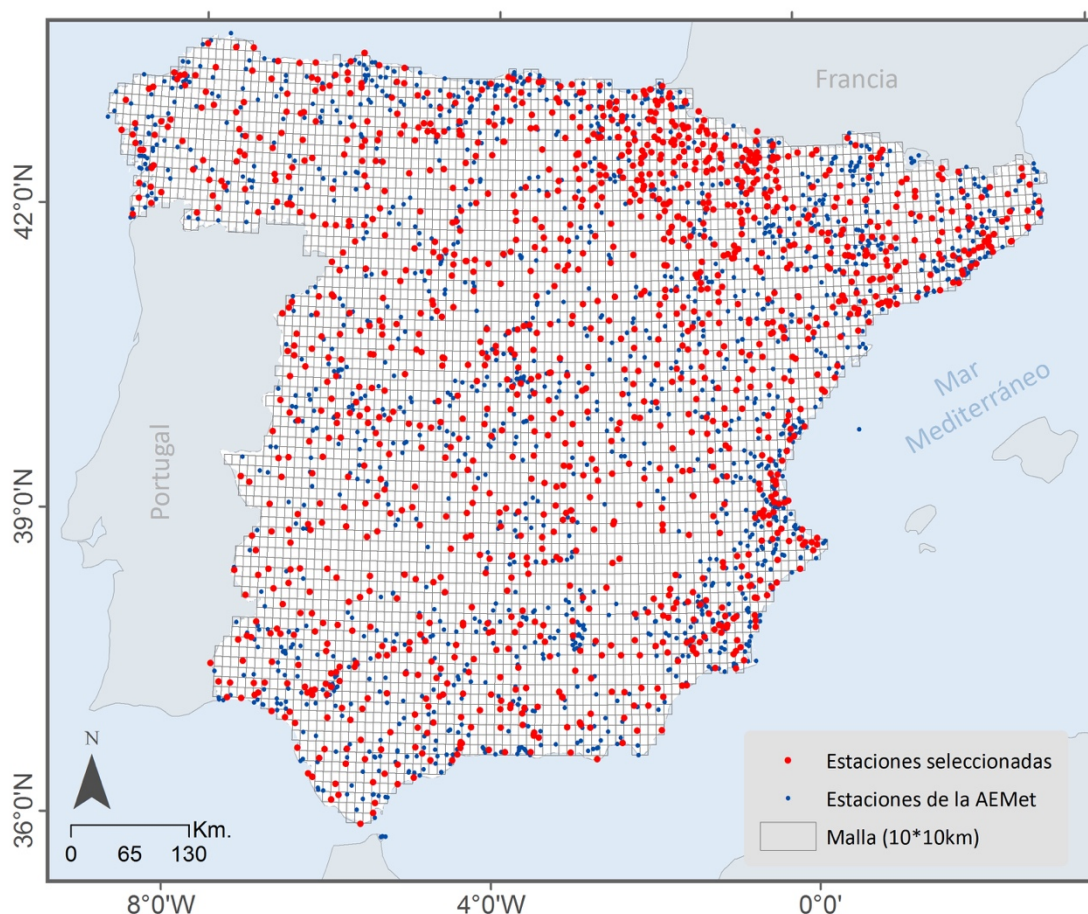 Francia
42°0'N
Mar
Mediterráneo
Portugal
39°0'N
N
Km.
0 65 130
36°0'N
Estaciones seleccionadas
Estaciones de la AEMet
Malla (10*10km)
8°0'W 4°0'W 0°0'